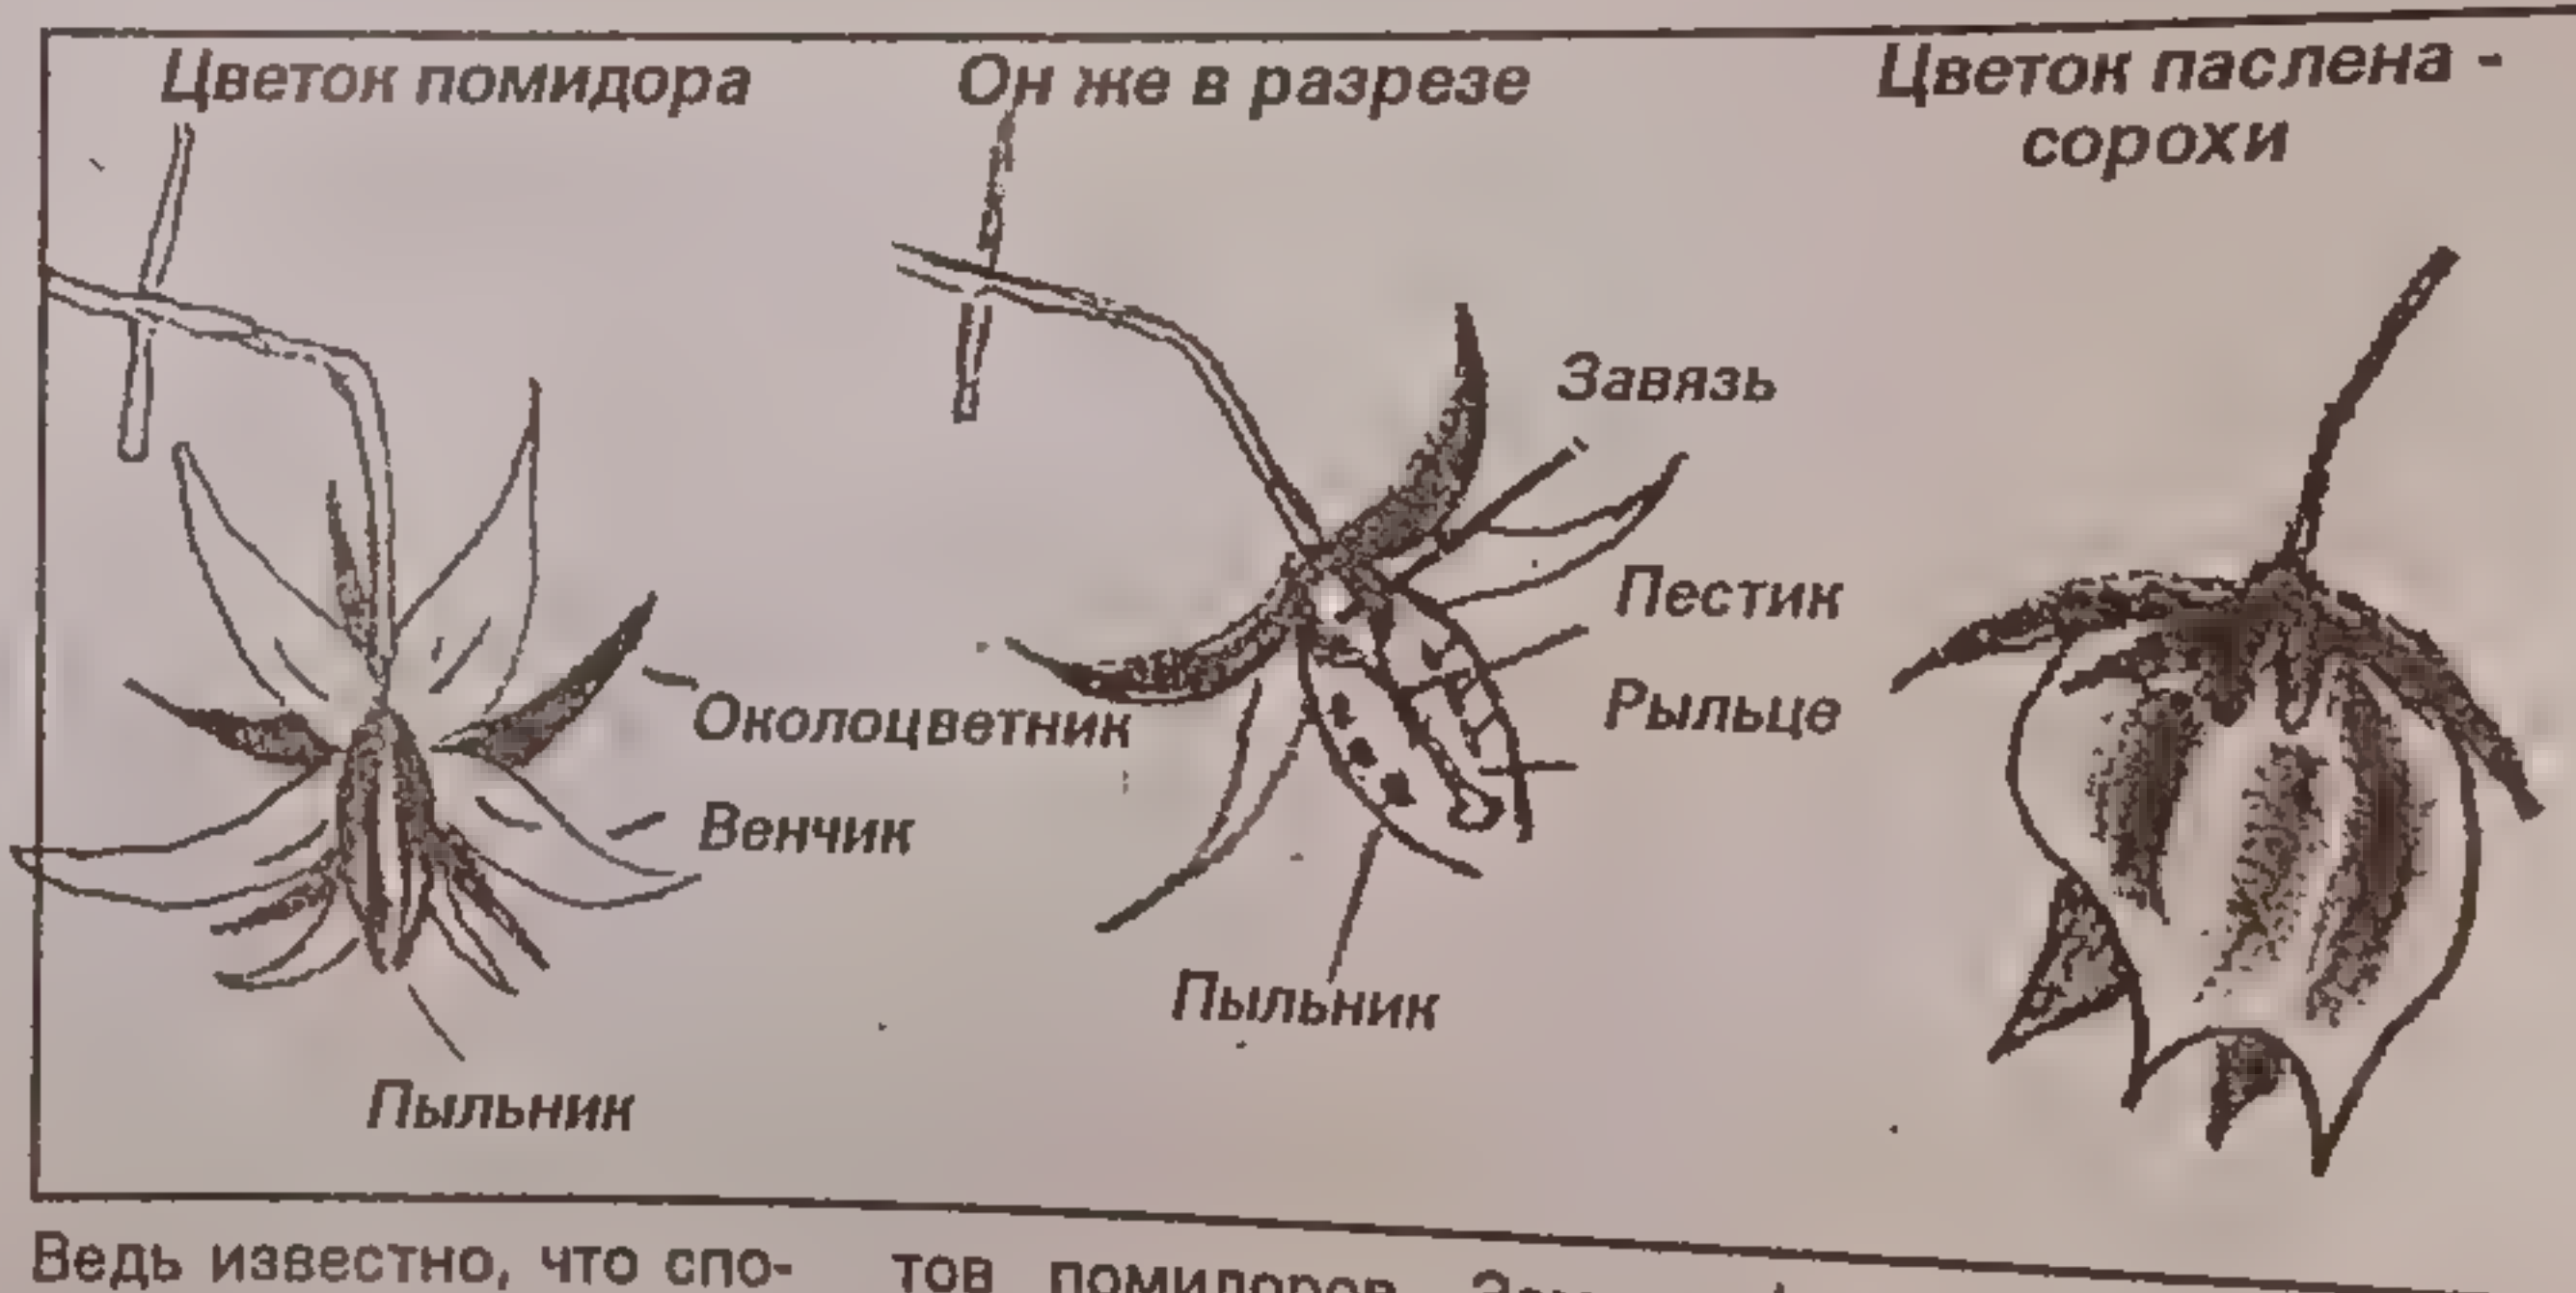 Цветок помидора
Он же в разрезе
Цветок паслена -
сорохи
Завязь
Пестик
Рыльце
Околоцветник
Венчик
Пыльник
Пыльник
Ведь известно, что спо-
тов помидоров.